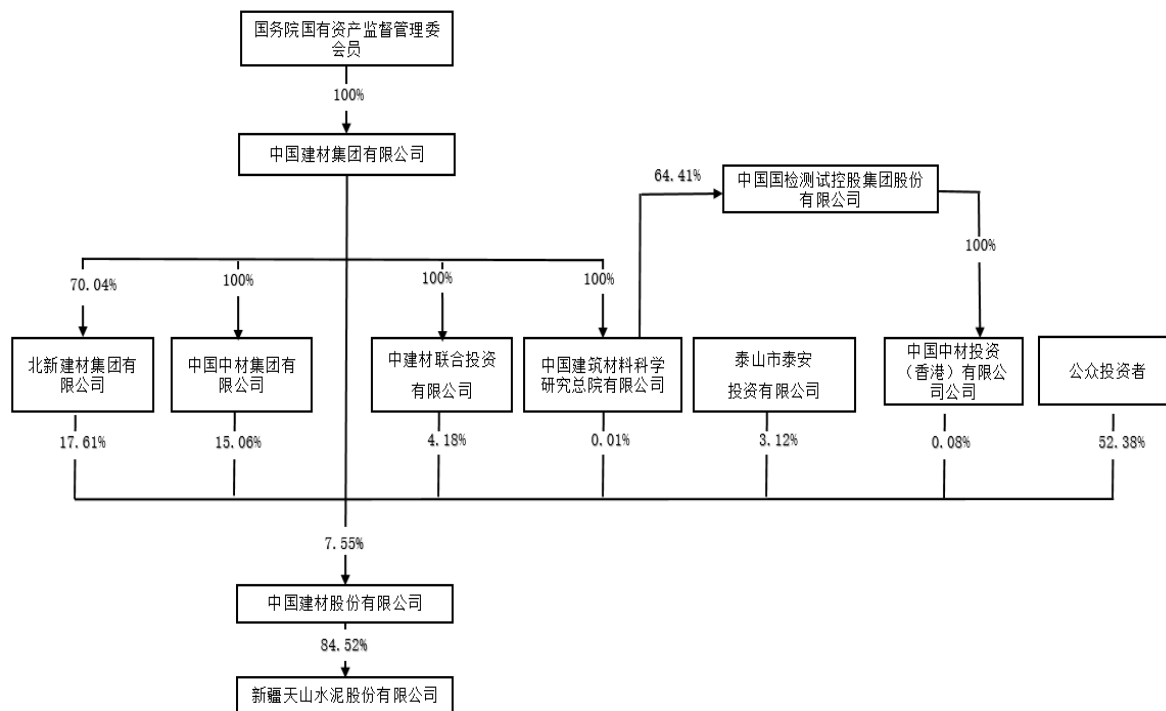 国务院国有资产监督管理委
会员
100%
中国建材集团有限公司
64.41%
中国国检测试控股集团股份
有限公司
100%
70.04%
100%
100%
100%
北新建材集团有
限公司
中国中材集团有
限公司
中建材联合投资
有限公司
中国建筑材料科学
研究总院有限公司
泰山市泰安
投资有限公司
中国中材投资
（香港）有限公
司公司
公众投资者
17.61%
15.06%
4.18%
0.01%
3.12%
0.08%
52.38%
7.55%
中国建材股份有限公司
84.52%
新疆天山水泥股份有限公司